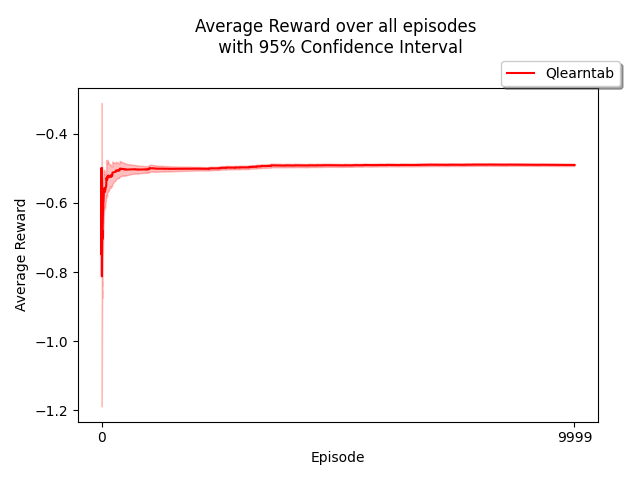 Average Reward over all episodes
with 95% Confidence Interval
Qlearntab
−0.4
−0.6
−0.8
−1.0
−1.2
Average Reward
0
9999
Episode